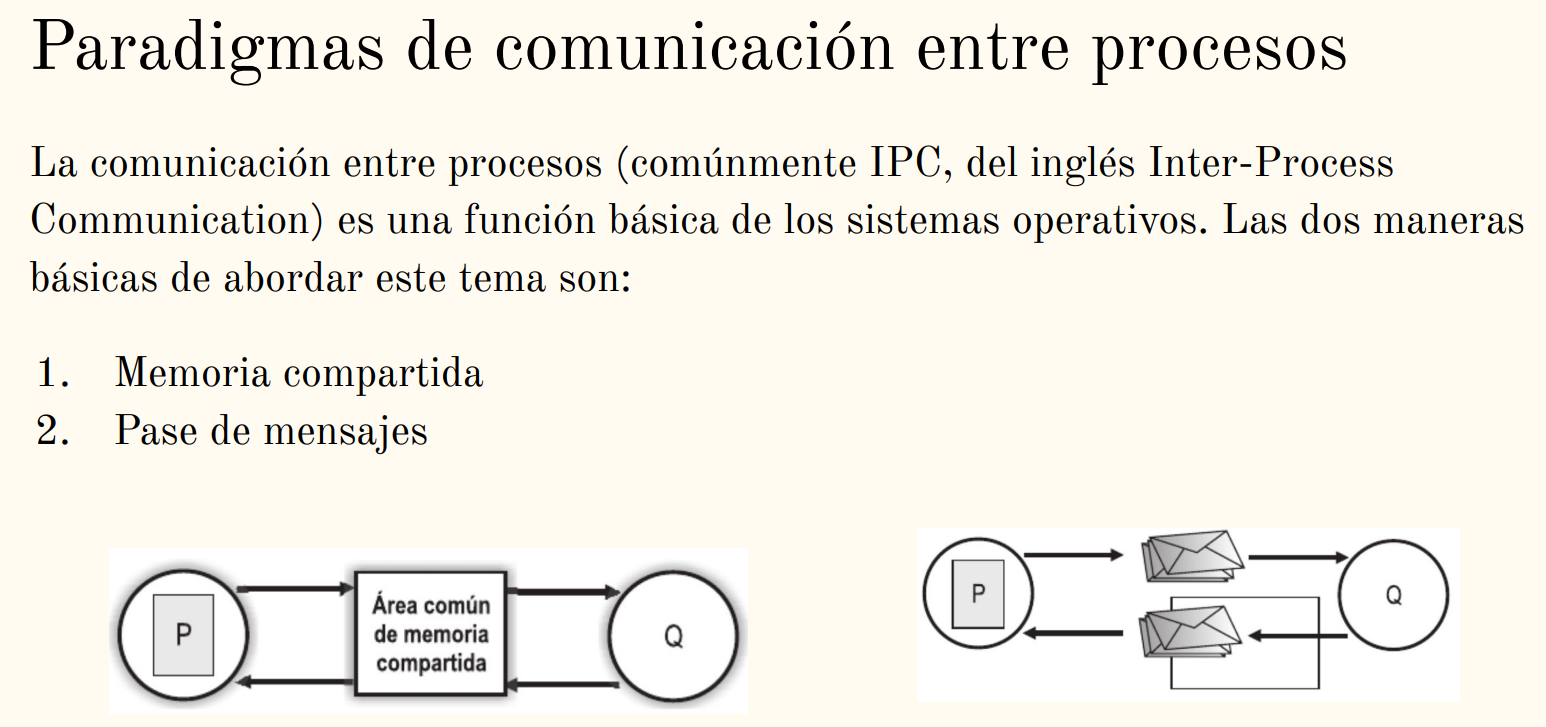 Paradigmas de comunicación entre procesos
La comunicación entre procesos (comúnmente IPC, del inglés Inter-Process
Communication) es una función básica de los sistemas operativos. Las dos maneras
básicas de abordar este tema son:
1. Memoria compartida
2. Pase de mensajes
P
Área común
de memoria
compartida
Q
P
Q